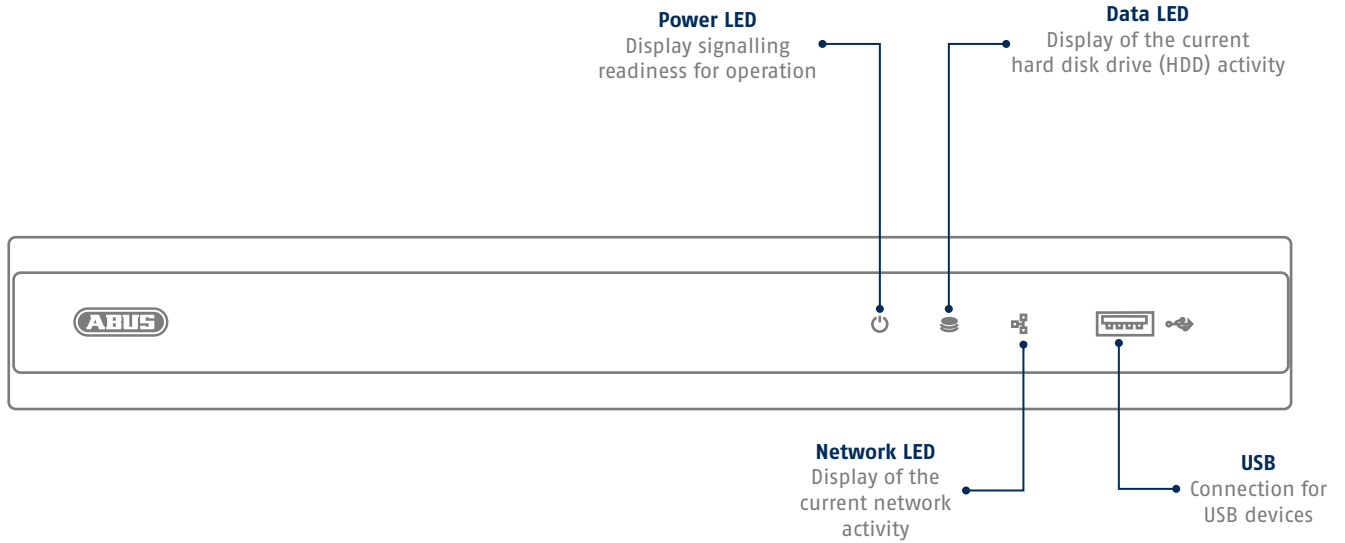 Power LED
Display signalling
readiness for operation
Data LED
Display of the current
hard disk drive (HDD) activity
ABUS
Network LED
Display of the
current network
activity
USB
Connection for
USB devices